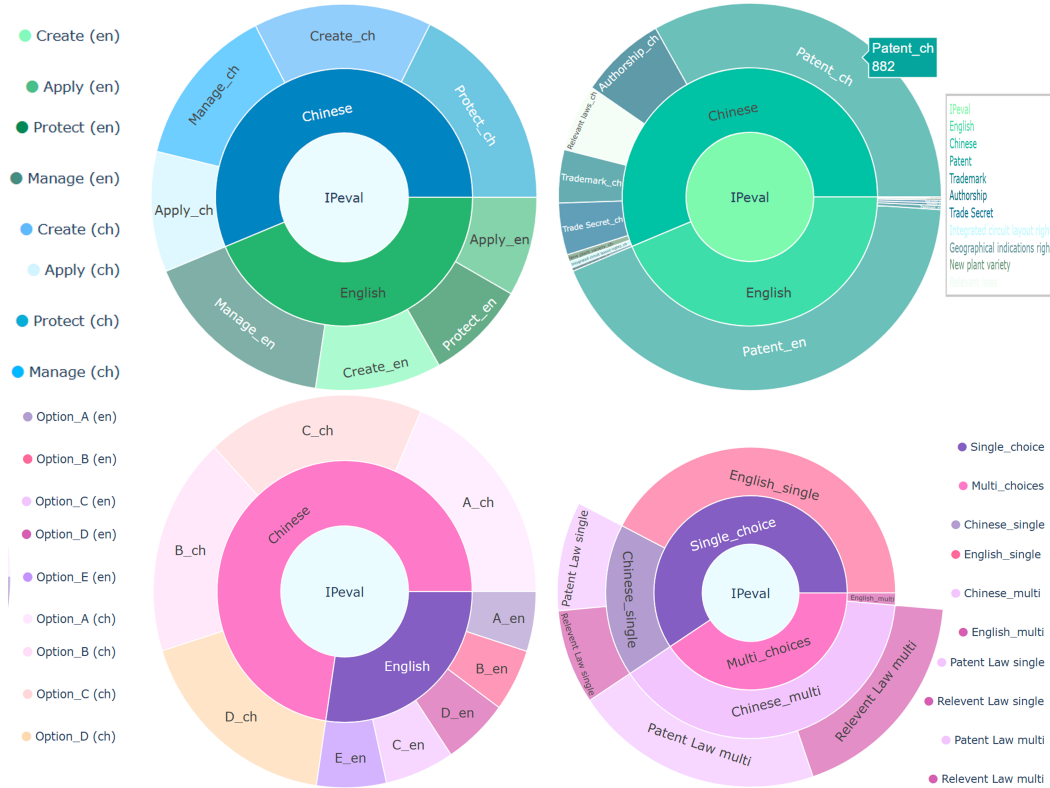 Create (en)
Apply (en)
Protect (en)
Manage (en)
Create (ch)
Apply (ch)
Protect (ch)
Manage (ch)
Create_ch
Manage_ch
Protect_ch
Chinese
IPeval
Apply_ch
Apply_en
English
Manage_en
Protect_en
Create_en
Authorship_ch
Patent_ch
Patent_ch
882
Relevant laws_ch
Chinese
Trademark_ch
IPeval
Trade Secret_ch
English
Patent_en
IPeval
English
Chinese
Patent
Trademark
Authorship
Trade Secret
Integrated circuit layout righ
Geographical indications righ
New plant variety
Option_A (en)
Option_B (en)
Option_C (en)
Option_D (en)
Option_E (en)
Option_A (ch)
Option_B (ch)
Option_C (ch)
Option_D (ch)
C_ch
A_ch
Chinese
B_ch
IPeval
A_en
English
B_en
D_ch
D_en
C_en
E_en
English_single
Single_choice
Patent Law single
Chinese_single
IPeval
English_multi
Relevent Law single
Multi_choices
Chinese_multi
Relevent Law multi
Patent Law multi
Single_choice
Multi_choices
Chinese_single
English_single
Chinese_multi
English_multi
Patent Law single
Relevent Law single
Patent Law multi
Relevent Law multi